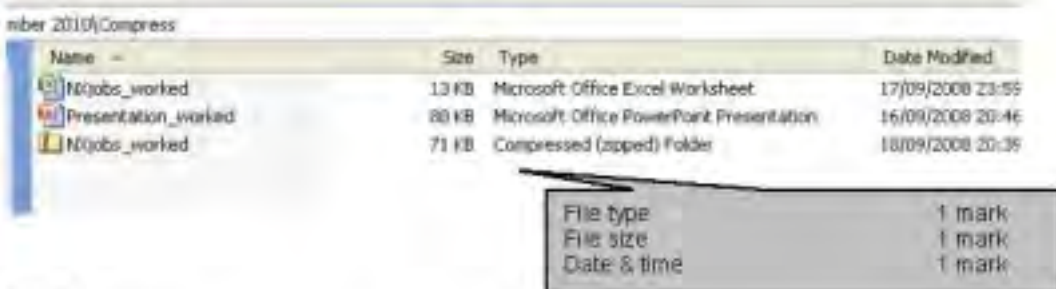 mber 2010\Compress
Name Size Type Date Modified
NXjobs_worked 13 KB Microsoft Office Excel Worksheet 17/09/2008 23:59
Presentation_worked 80 KB Microsoft Office PowerPoint Presentation 16/09/2008 20:46
NXjobs_worked 71 KB Compressed (zipped) Folder 18/09/2008 20:39
File type 1 mark
File size 1 mark
Date & time 1 mark